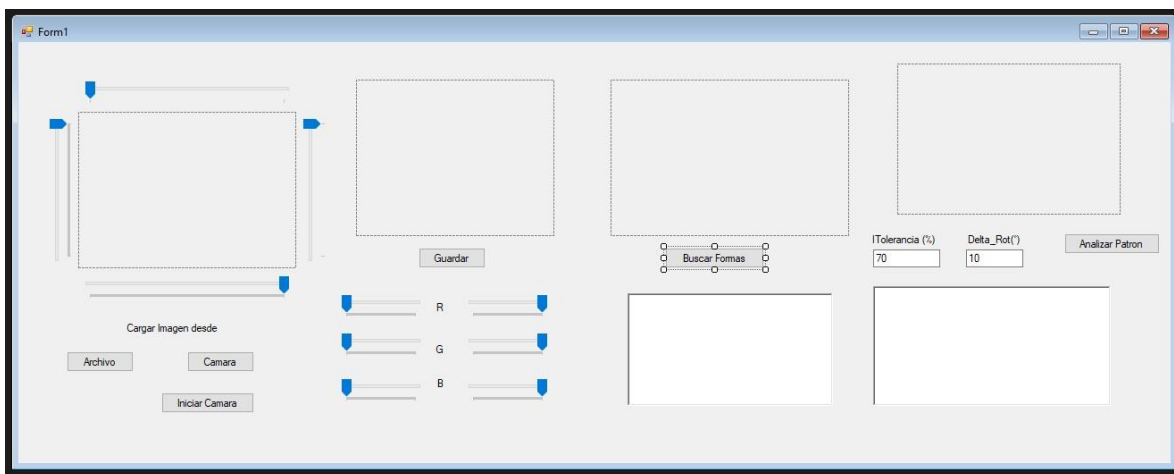 Form1
ITolerancia (%)
Delta_Rot(°)
Analizar Patron
70
10
Guardar
Buscar Formas
R
G
B
Cargar Imagen desde
Archivo
Camara
Iniciar Camara